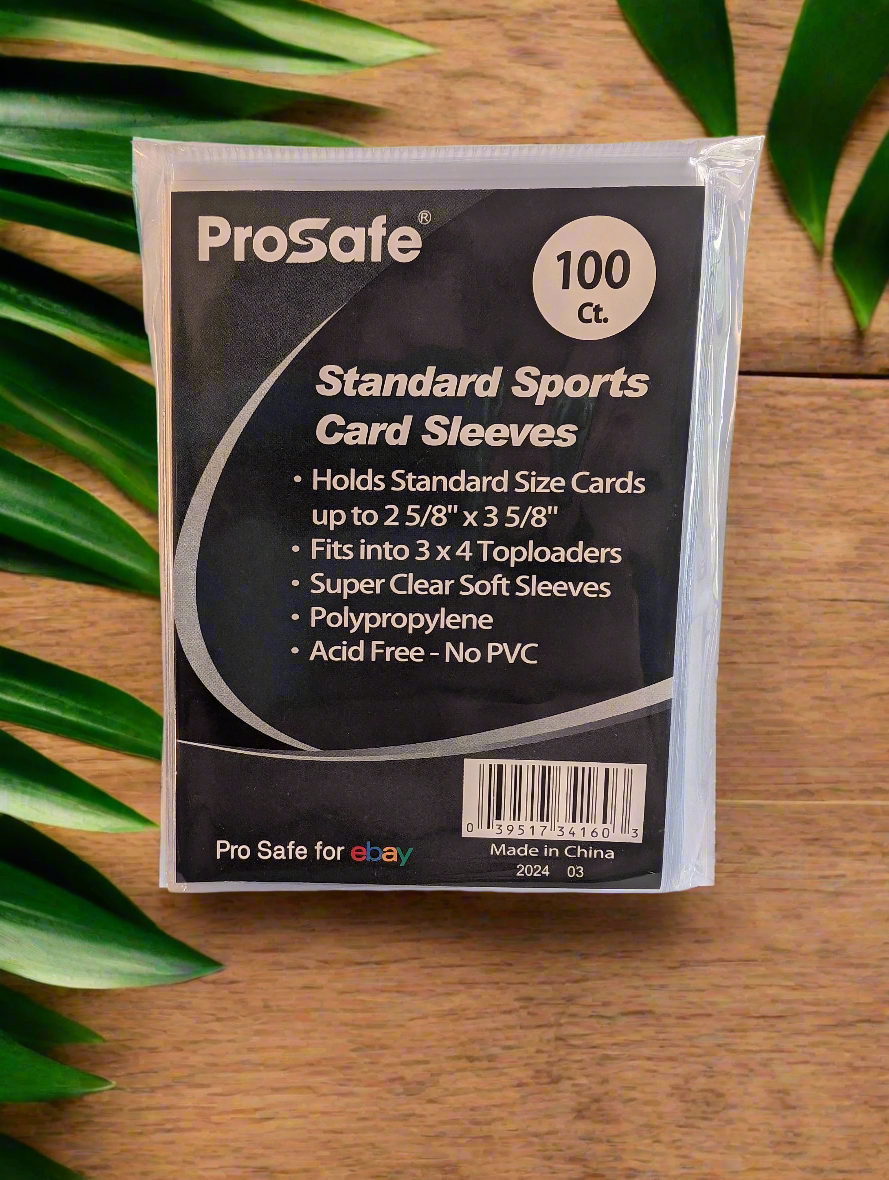 ProSafe®
100
Ct.
Standard Sports
Card Sleeves
• Holds Standard Size Cards
up to 2 5/8" x 3 5/8"
• Fits into 3 x 4 Toploaders
• Super Clear Soft Sleeves
• Polypropylene
• Acid Free - No PVC
0 39517 34160 3
Pro Safe for ebay
Made in China
2024 03